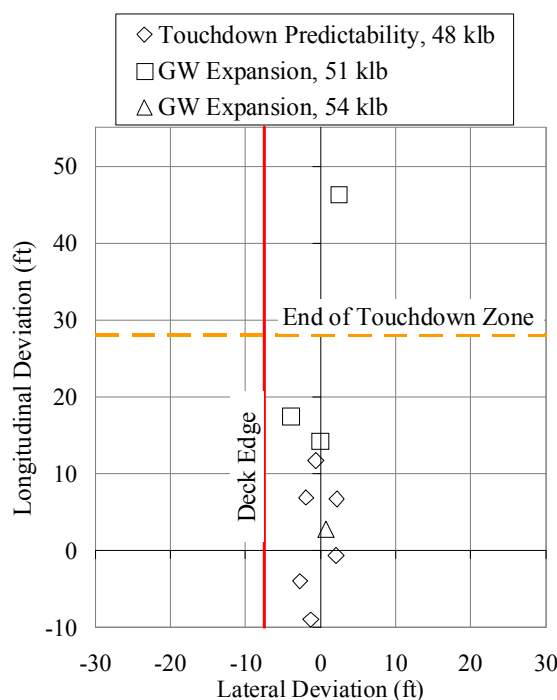 Touchdown Predictability, 48 klb
GW Expansion, 51 klb
GW Expansion, 54 klb
50
40
30
20
10
0
-10
Longitudinal Deviation (ft)
End of Touchdown Zone
Deck Edge
-30 -20 -10 0 10 20 30
Lateral Deviation (ft)